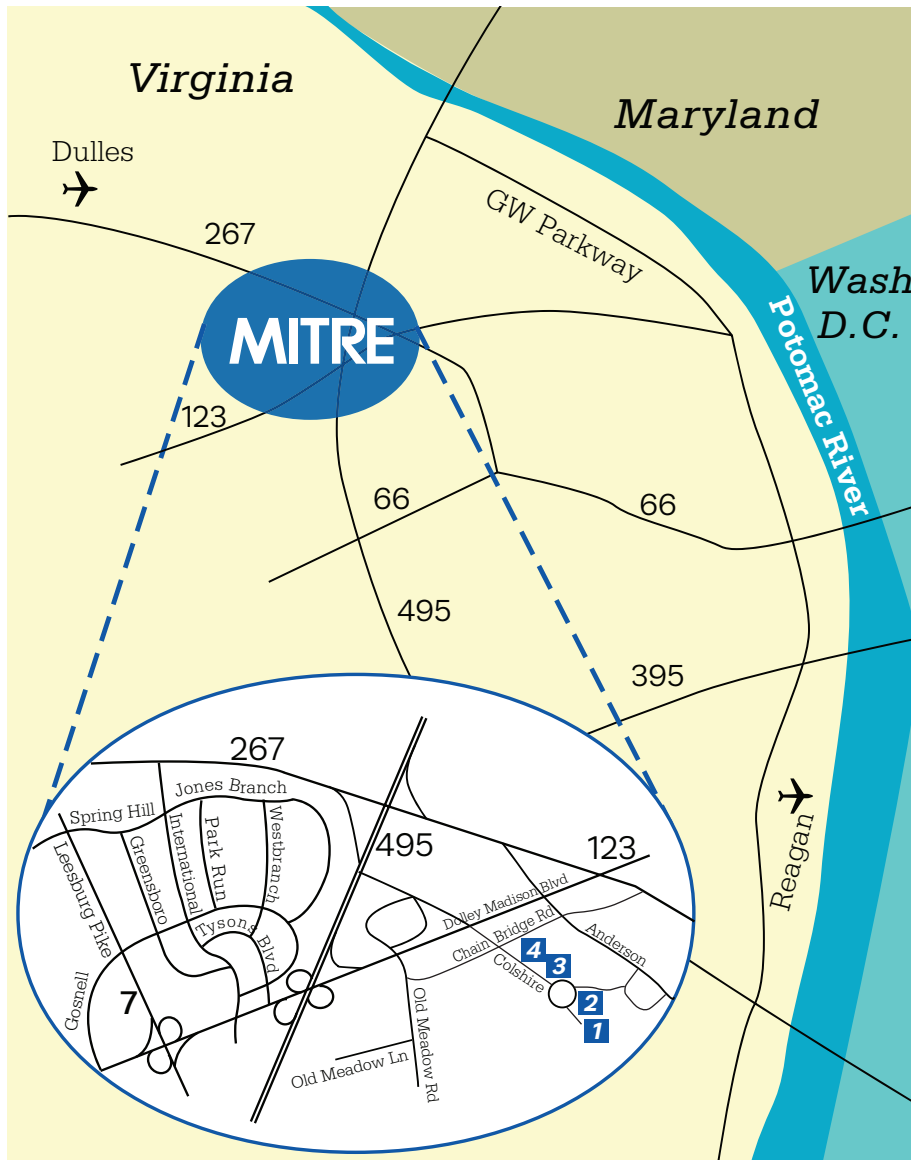 Virginia
Maryland
Dulles
GW Parkway
267
Wash
D.C.
Potomac River
MITRE
123
66
66
495
395
Reagan
267
Jones Branch
Spring Hill
International
Park Run
Westbranch
Greensboro
Leesburg Pike
495
123
Dolley Madison Blvd
Chain Bridge Rd
Anderson
Tysons Blvd
Colshire
4
3
2
1
Gosnell
7
Old Meadow Ln
Old Meadow Rd